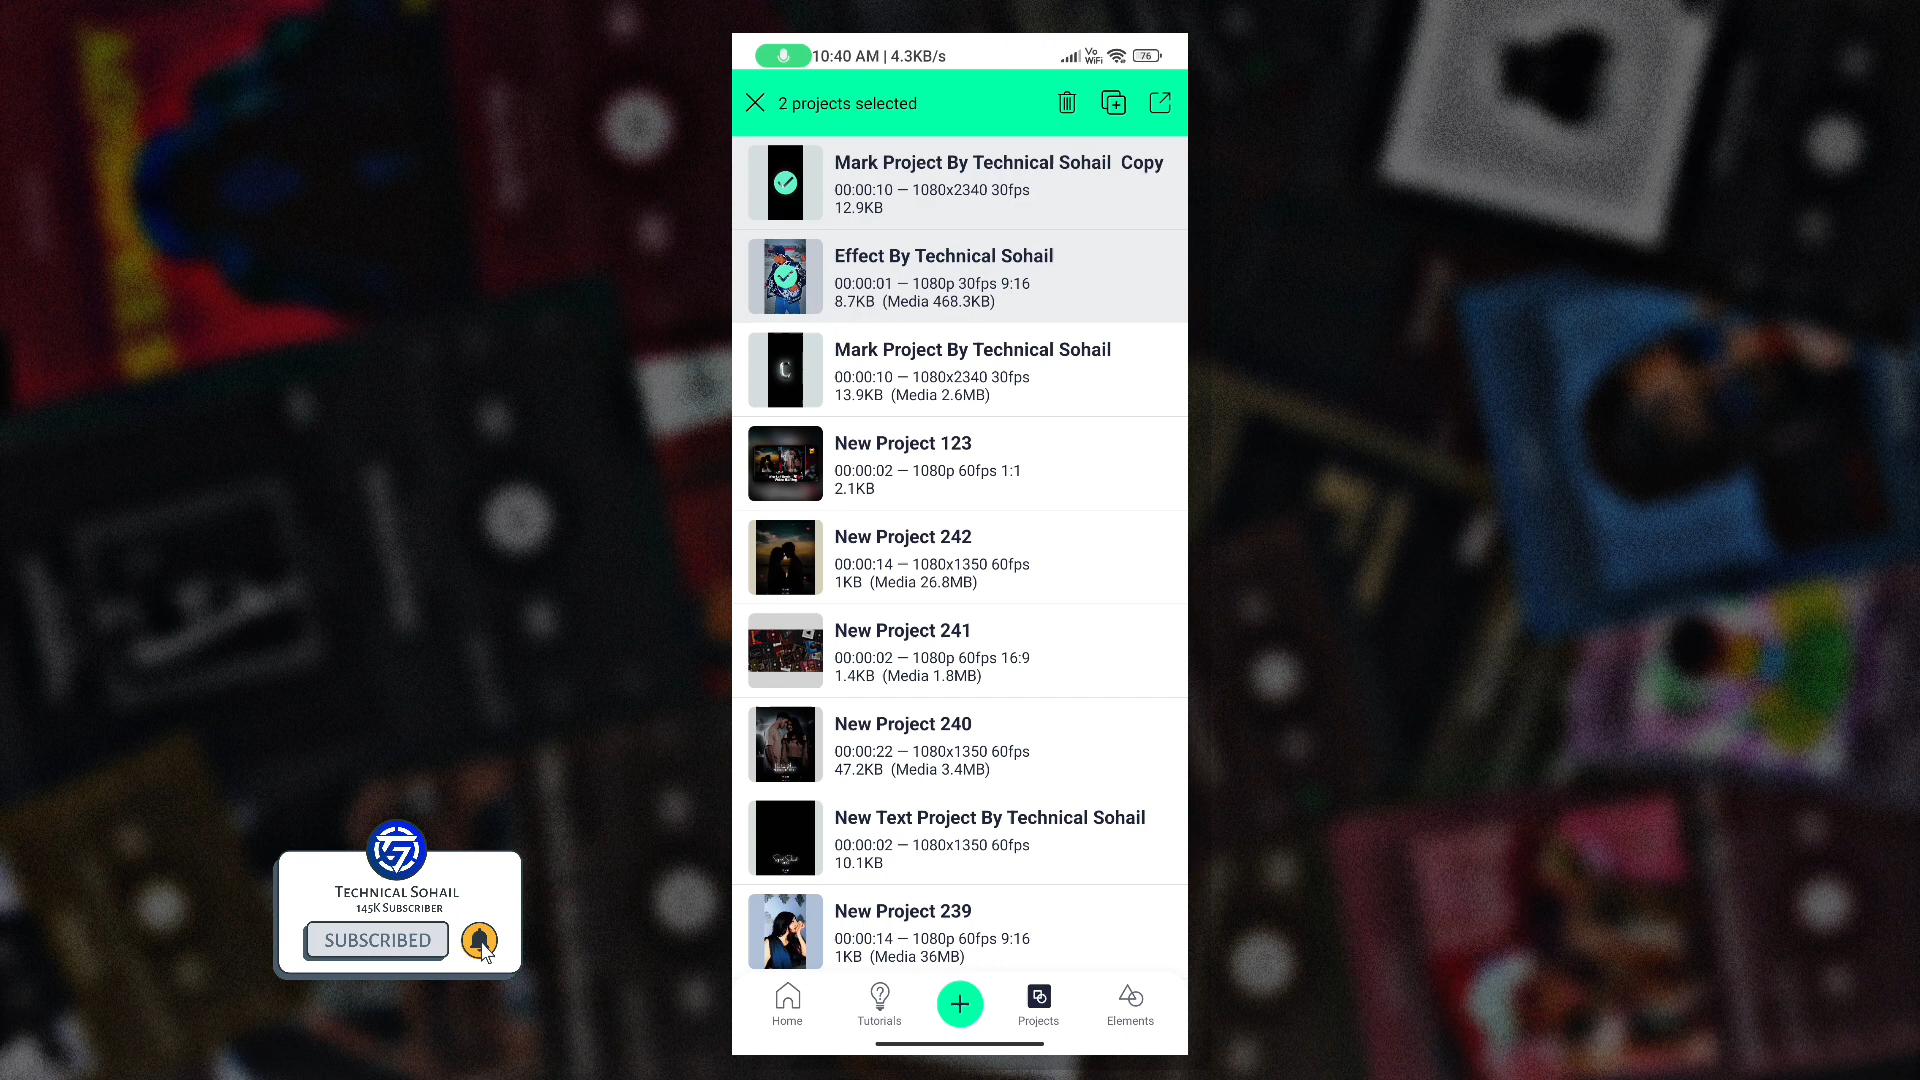 10:40 AM | 4.3KB/s
Vo
WiFi
76
2 projects selected
Mark Project By Technical Sohail  Copy
00:00:10 — 1080x2340 30fps
12.9KB
Effect By Technical Sohail
00:00:01 — 1080p 30fps 9:16
8.7KB  (Media 468.3KB)
Mark Project By Technical Sohail
00:00:10 — 1080x2340 30fps
13.9KB  (Media 2.6MB)
New Project 123
00:00:02 — 1080p 60fps 1:1
2.1KB
New Project 242
00:00:14 — 1080x1350 60fps
1KB  (Media 26.8MB)
New Project 241
00:00:02 — 1080p 60fps 16:9
1.4KB  (Media 1.8MB)
New Project 240
00:00:22 — 1080x1350 60fps
47.2KB  (Media 3.4MB)
New Text Project By Technical Sohail
00:00:02 — 1080x1350 60fps
10.1KB
New Project 239
00:00:14 — 1080p 60fps 9:16
1KB  (Media 36MB)
Home
Tutorials
Projects
Elements
TECHNICAL SOHAIL
145K SUBSCRIBER
SUBSCRIBED